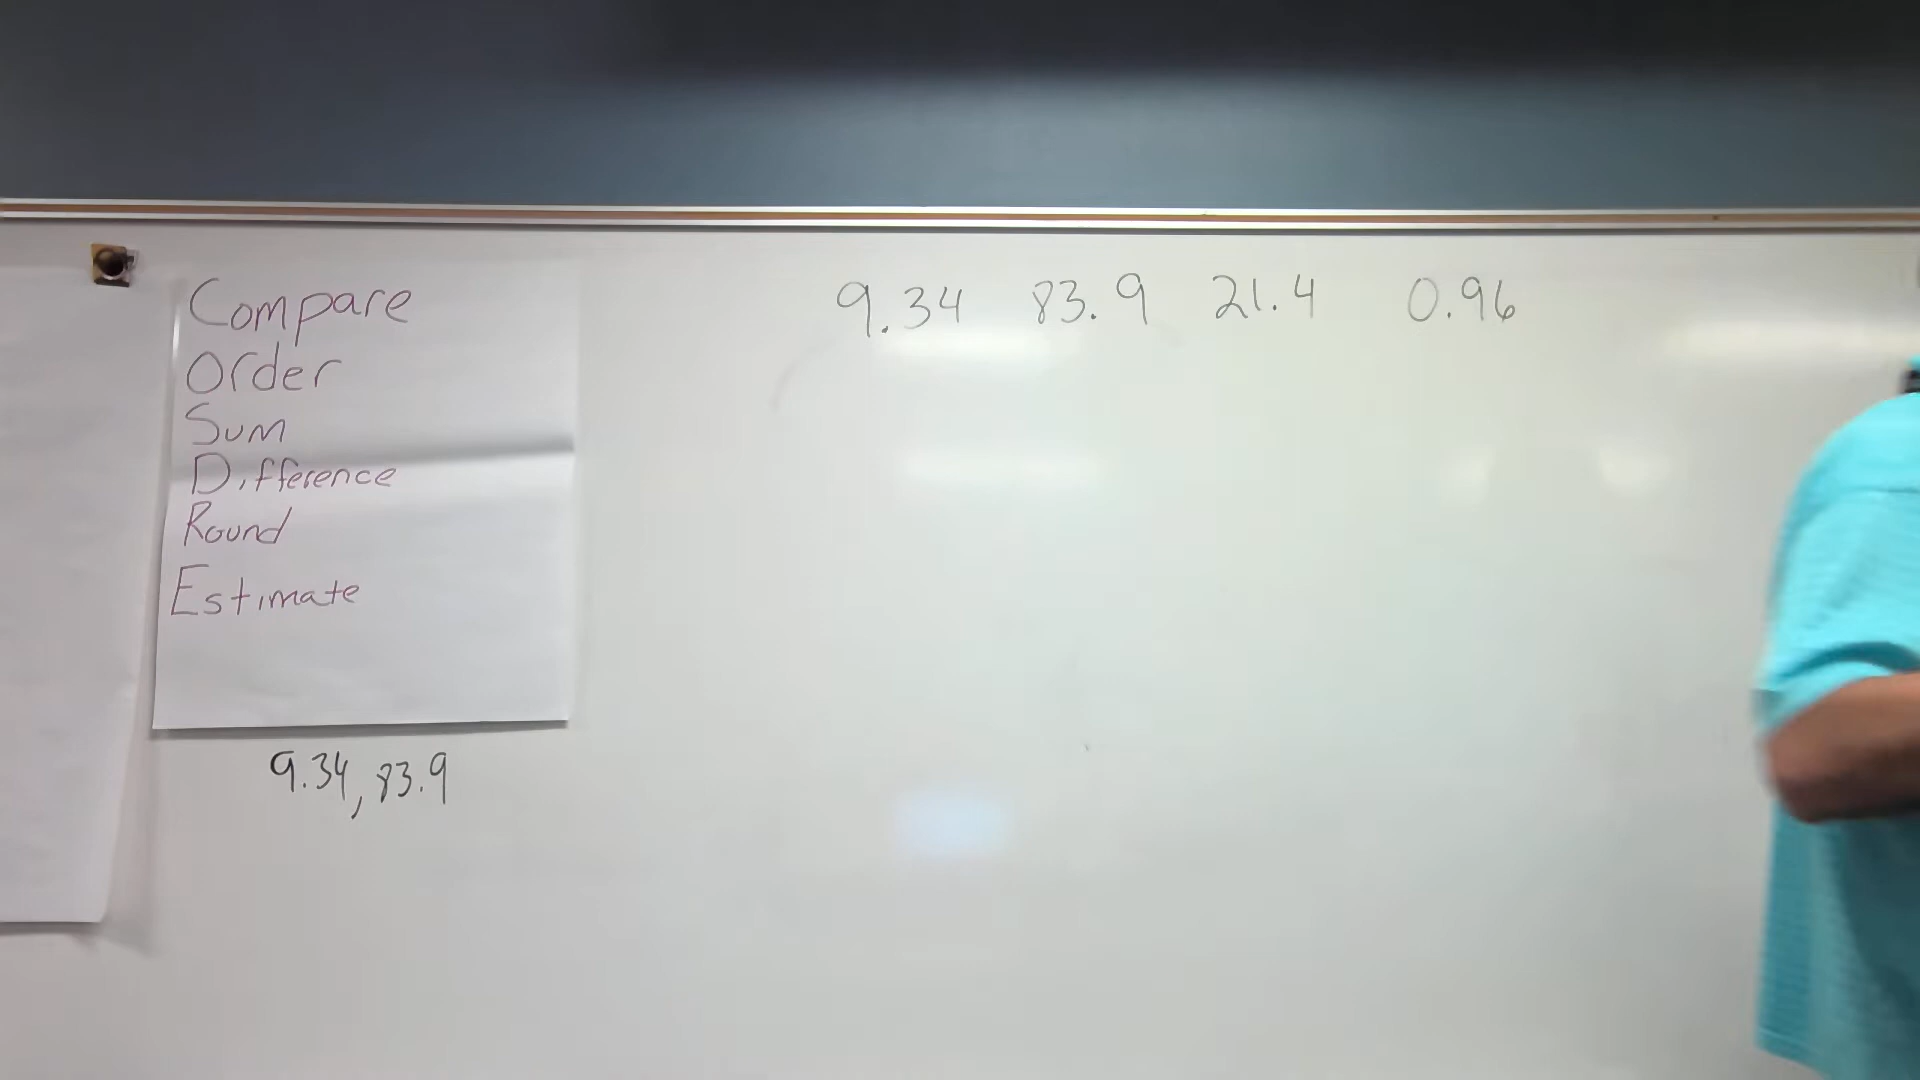 Compare
Order
Sum
Difference
Round
Estimate
9.34, 83.9
9.34 83.9 21.4 0.96